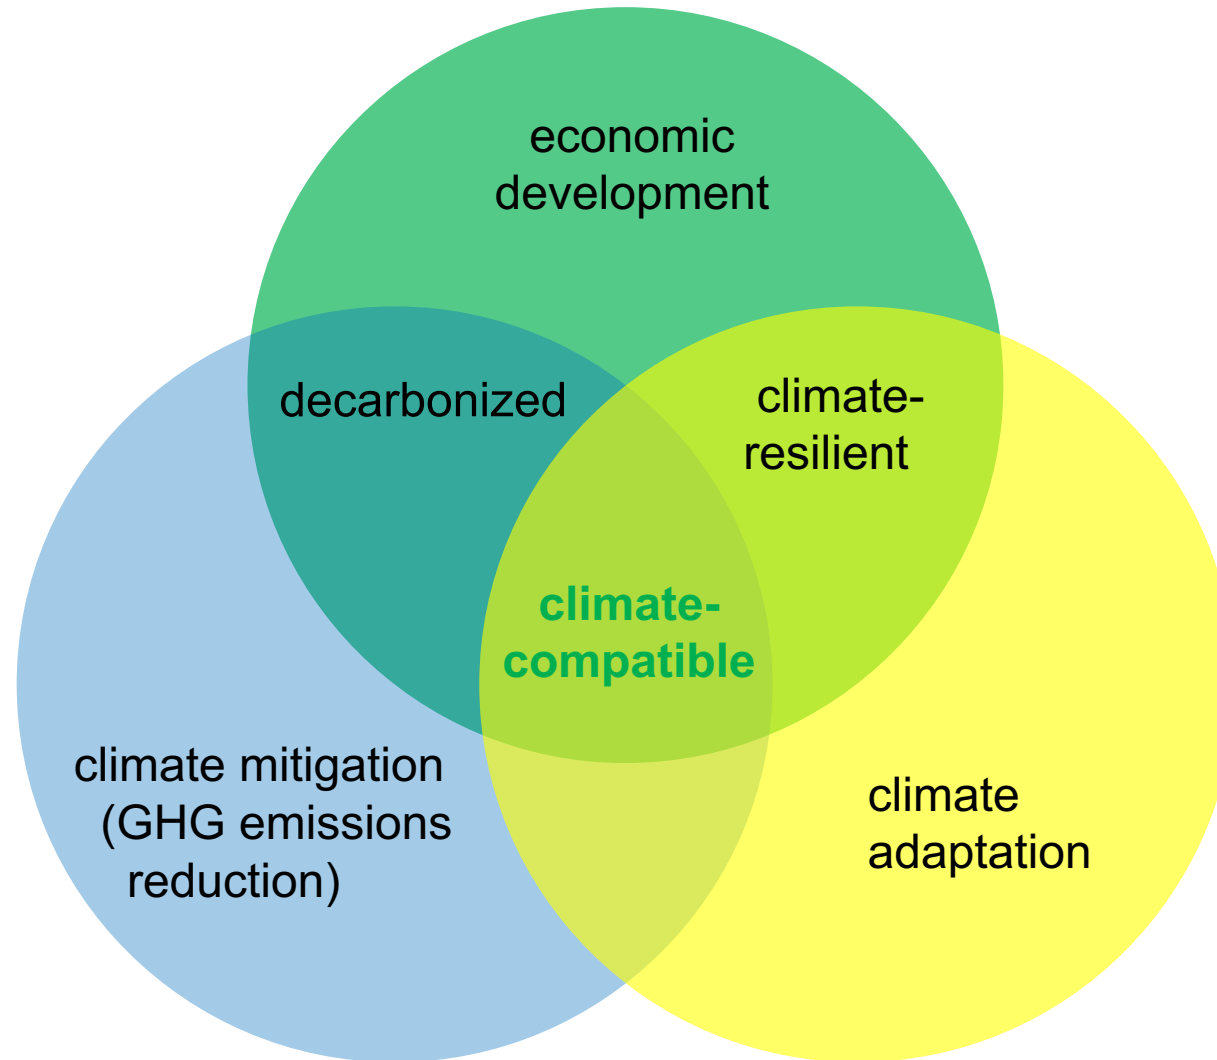 economic
development
decarbonized
climate-
resilient
climate-
compatible
climate mitigation
(GHG emissions
reduction)
climate
adaptation